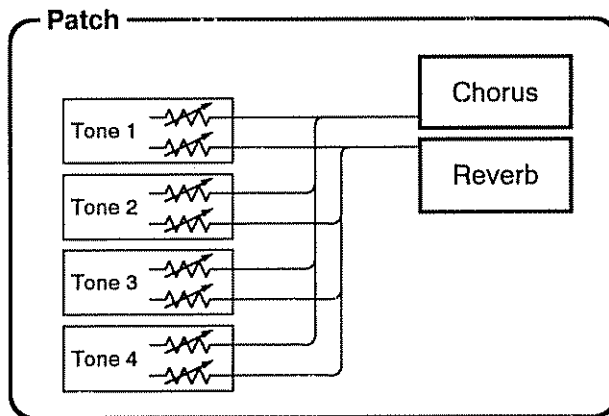 Patch
Chorus
Tone 1
Reverb
Tone 2
Tone 3
Tone 4